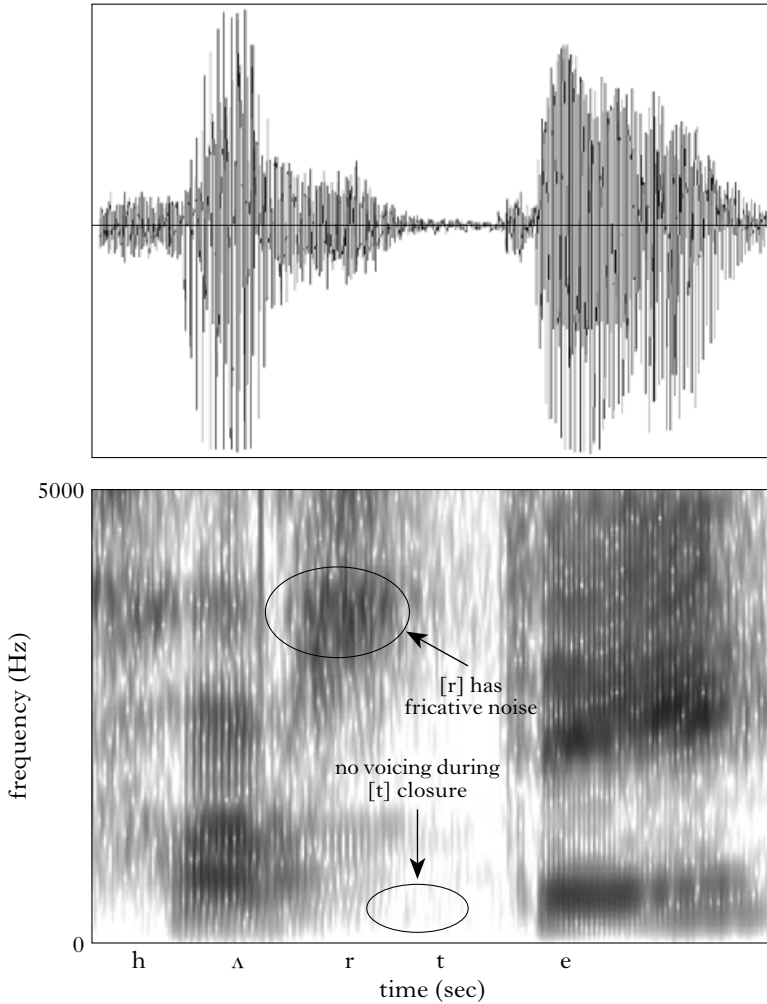 5000
frequency (Hz)
[r] has
fricative noise
no voicing during
[t] closure
0
h ʌ r t e
time (sec)